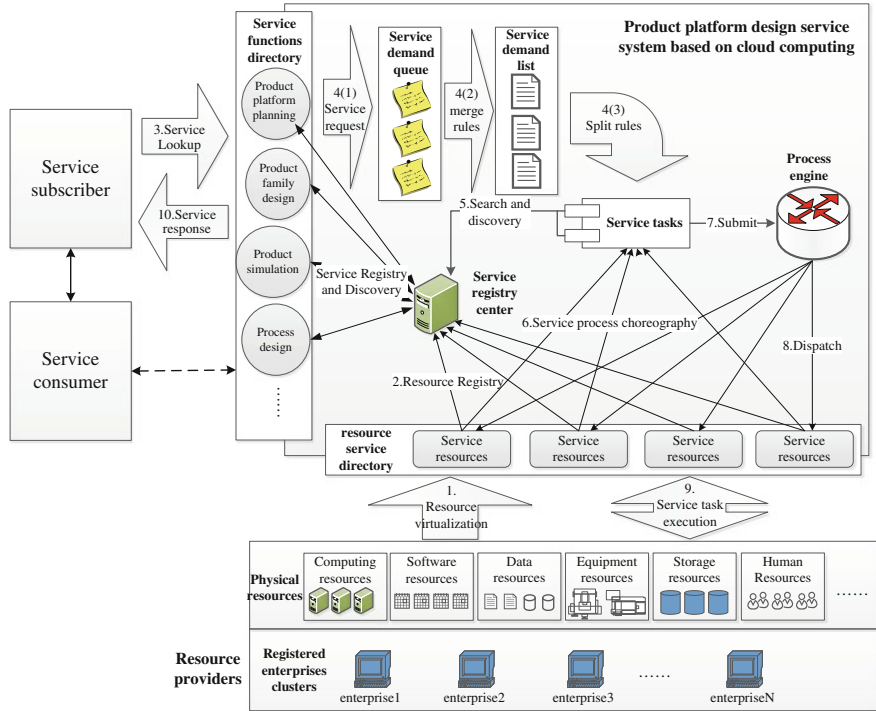 Service
functions
directory
Product platform design service
system based on cloud computing
Service
demand
queue
Service
demand
list
Product
platform
planning
4(1)
Service
request
4(2)
merge
rules
4(3)
Split rules
3.Service
Lookup
Service
subscriber
Product
family
design
Process
engine
10.Service
response
5.Search and
discovery
Service tasks
7.Submit
Product
simulation
Service Registry
and Discovery
Service
registry
center
6.Service process choreography
Service
consumer
Process
design
8.Dispatch
2.Resource Registry
......
resource
service
directory
Service
resources
Service
resources
Service
resources
Service
resources
1.
Resource
virtualization
9.
Service task
execution
Physical
resources
Computing
resources
Software
resources
Data
resources
Equipment
resources
Storage
resources
Human
Resources
......
Resource
providers
Registered
enterprises
clusters
enterprise1
enterprise2
enterprise3
......
enterpriseN